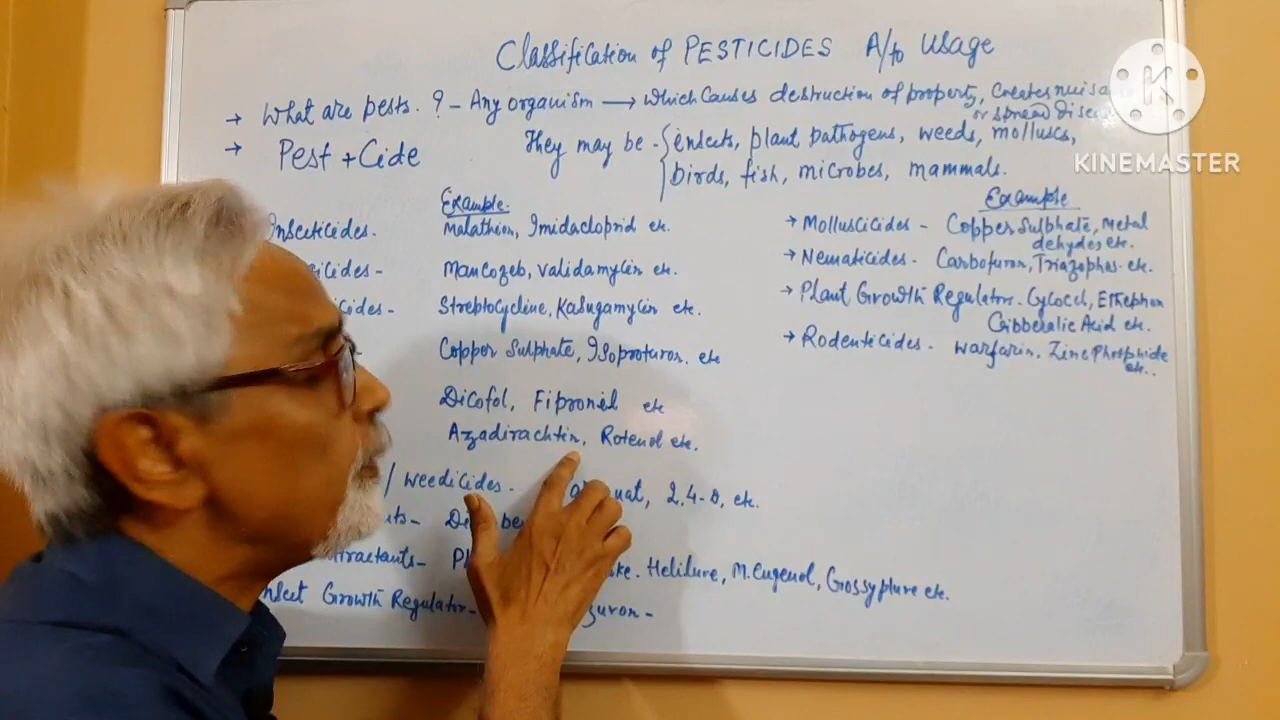 Classification of PESTICIDES A/to Usage
→ What are pests. ? - Any organism → which causes destruction of property, Creates
or spread
→ Pest + Cide They may be - { insects, plant pathogens, weeds, molluscs,
birds, fish, microbes, mammals.
Example.
Insecticides. Malathion, Imidacloprid etc.
Mancozeb, Validamycin etc.
Streptocycline, Kasugamycin etc.
Copper Sulphate, Isoproturon. etc
Dicofol, Fipronil etc
Azadirachtin, Rotenol etc.
/ weedicides. 2,4-D, etc.
Helilure, M.Eugenol, Gossyplure etc.
Growth Regulator-
Example
→ Molluscicides - Copper Sulphate, Metal
dehydes etc.
→ Nematicides. Carbofuron, Triazophos. etc.
→ Plant Growth Regulators. Cycocel, Ethephon
Gibberalic Acid etc.
→ Rodenticides. Warfarin, Zinc Phosphide
etc..
KINEMASTER